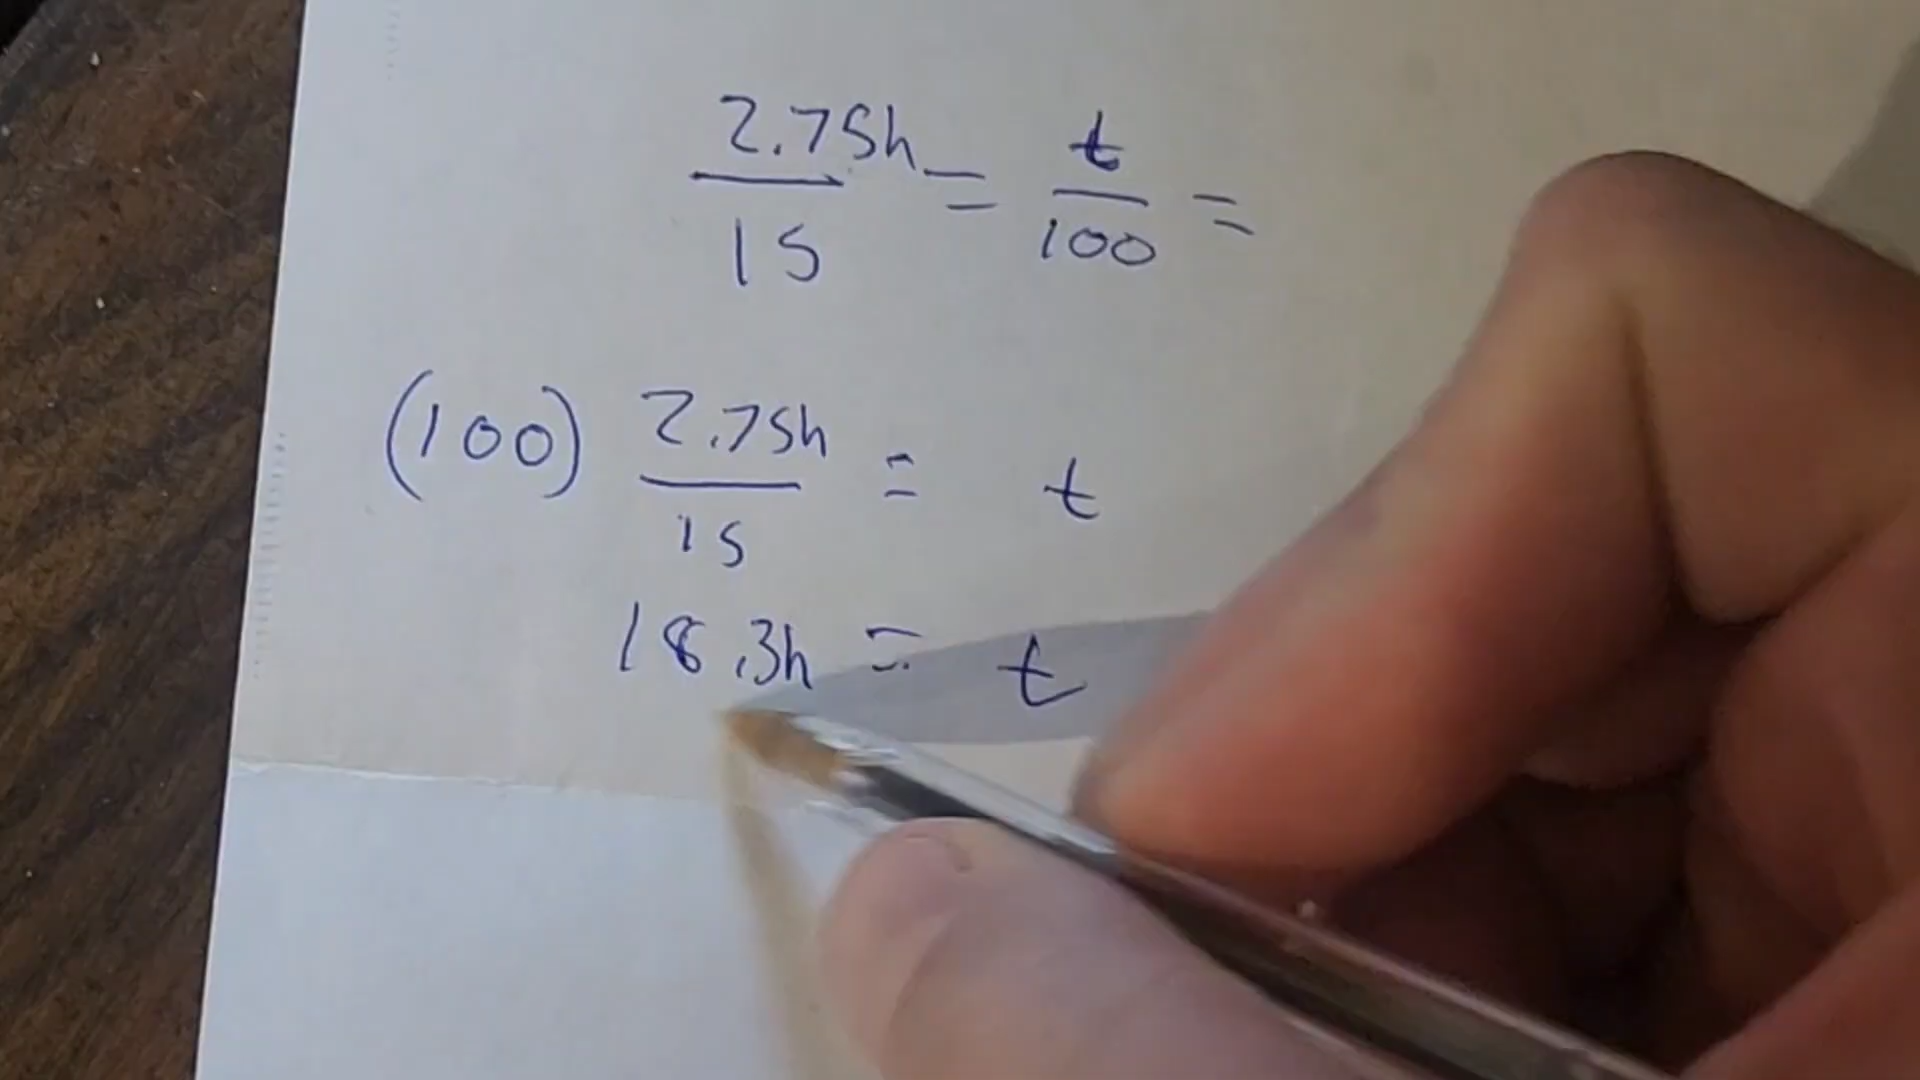 2.75h = t =
15 100
(100) 2.75h = t
15
18.3h = t